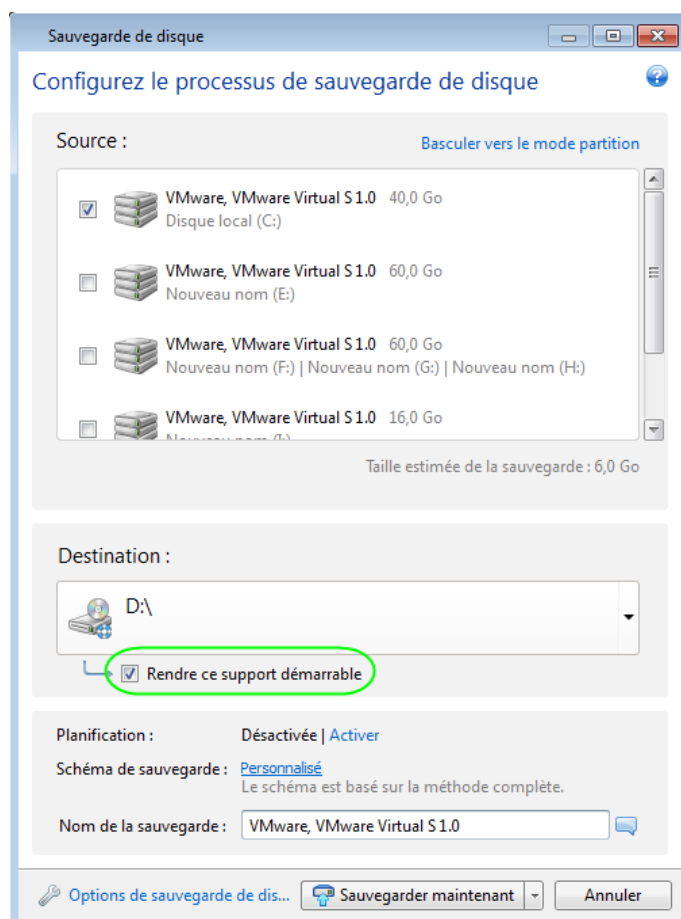 Sauvegarde de disque
Configurez le processus de sauvegarde de disque
Source :
Basculer vers le mode partition
VMware, VMware Virtual S 1.0 40,0 Go
Disque local (C:)
VMware, VMware Virtual S 1.0 60,0 Go
Nouveau nom (E:)
VMware, VMware Virtual S 1.0 60,0 Go
Nouveau nom (F:) | Nouveau nom (G:) | Nouveau nom (H:)
VMware, VMware Virtual S 1.0 16,0 Go
Nouveau nom (I:)
Taille estimée de la sauvegarde : 6,0 Go
Destination :
D:\
Rendre ce support démarrable
Planification : Désactivée | Activer
Schéma de sauvegarde : Personnalisé
Le schéma est basé sur la méthode complète.
Nom de la sauvegarde : VMware, VMware Virtual S 1.0
Options de sauvegarde de dis... Sauvegarder maintenant Annuler